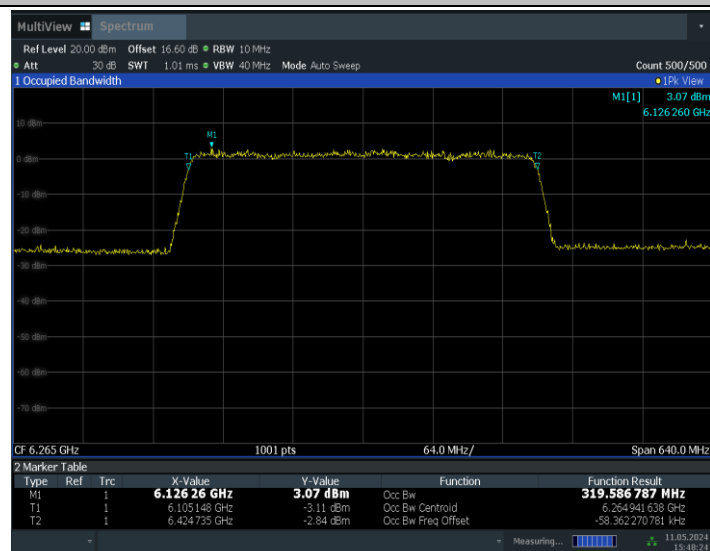 MultiView Spectrum
Ref Level 20.00 dBm Offset 16.60 dB RBW 10 MHz
Att 30 dB SWT 1.01 ms VBW 40 MHz Mode Auto Sweep Count 500/500
1 Occupied Bandwidth 1Pk View
M1[1] 3.07 dBm
6.126 260 GHz
10 dBm
M1
0 dBm
T1 T2
-10 dBm
-20 dBm
-30 dBm
-40 dBm
-50 dBm
-60 dBm
-70 dBm
CF 6.265 GHz 1001 pts 64.0 MHz/ Span 640.0 MHz
2 Marker Table
Type Ref Trc X-Value Y-Value Function Function Result
M1 1 6.126 26 GHz 3.07 dBm Occ Bw 319.586 787 MHz
T1 1 6.105 148 GHz -3.11 dBm Occ Bw Centroid 6.264 941 638 GHz
T2 1 6.424 735 GHz -2.84 dBm Occ Bw Freq Offset -58.362 270 781 kHz
Measuring... 11.05.2024
15:48:24